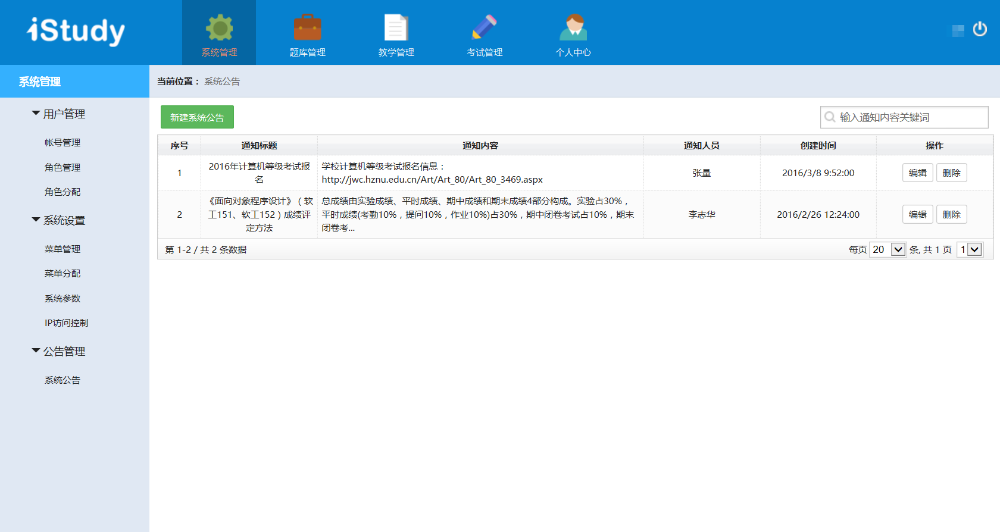 iStudy
系统管理
题库管理
教学管理
考试管理
个人中心
系统管理
当前位置： 系统公告
用户管理
帐号管理
角色管理
角色分配
系统设置
菜单管理
菜单分配
系统参数
IP访问控制
公告管理
系统公告
新建系统公告
输入通知内容关键词
序号 通知标题 通知内容 通知人员 创建时间 操作
1
2016年计算机等级考试报
名
学校计算机等级考试报名信息：
http://jwc.hznu.edu.cn/Art/Art_80/Art_80_3469.aspx
张量
2016/3/8 9:52:00
编辑 删除
2
《面向对象程序设计》（软
工151、软工152）成绩评
定方法
总成绩由实验成绩、平时成绩、期中成绩和期末成绩4部分构成。实验占30%，
平时成绩(考勤10%，提问10%，作业10%)占30%，期中闭卷考试占10%，期末
闭卷考...
李志华
2016/2/26 12:24:00
编辑 删除
第 1-2 / 共 2 条数据
每页 20 条, 共 1 页 1